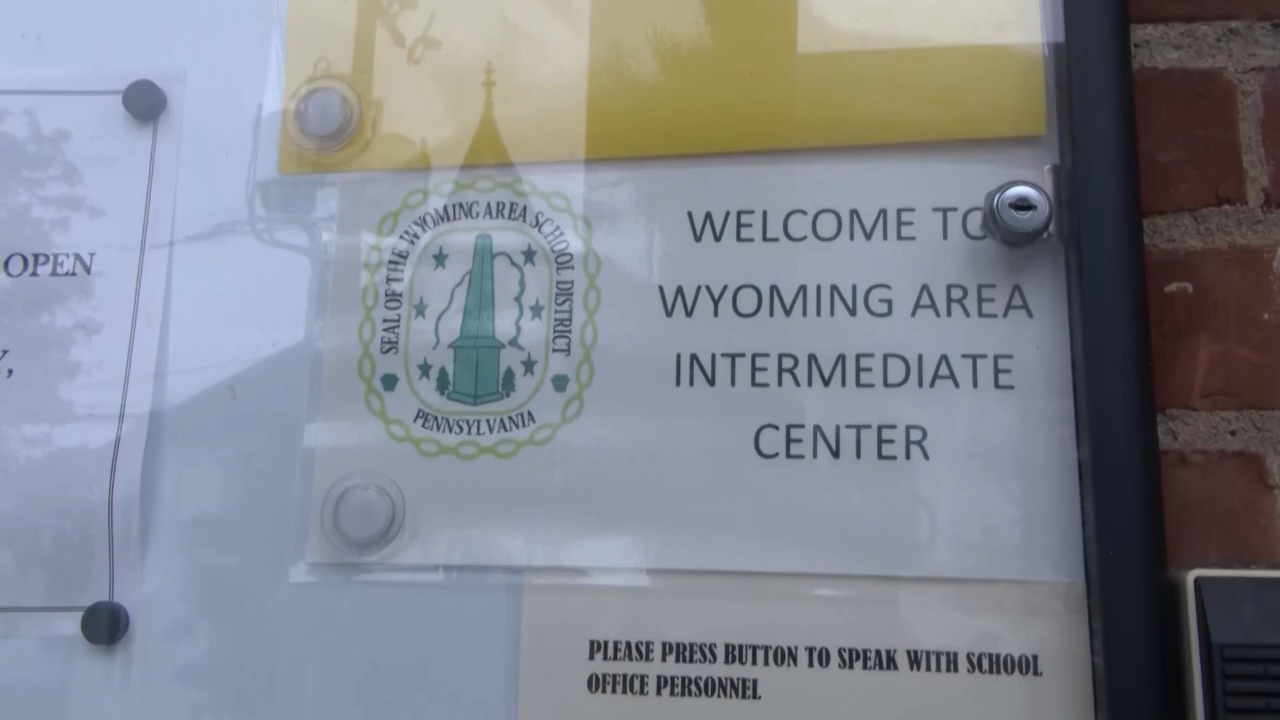 OPEN
SEAL OF THE WYOMING AREA SCHOOL DISTRICT
PENNSYLVANIA
WELCOME TO
WYOMING AREA
INTERMEDIATE
CENTER
PLEASE PRESS BUTTON TO SPEAK WITH SCHOOL
OFFICE PERSONNEL